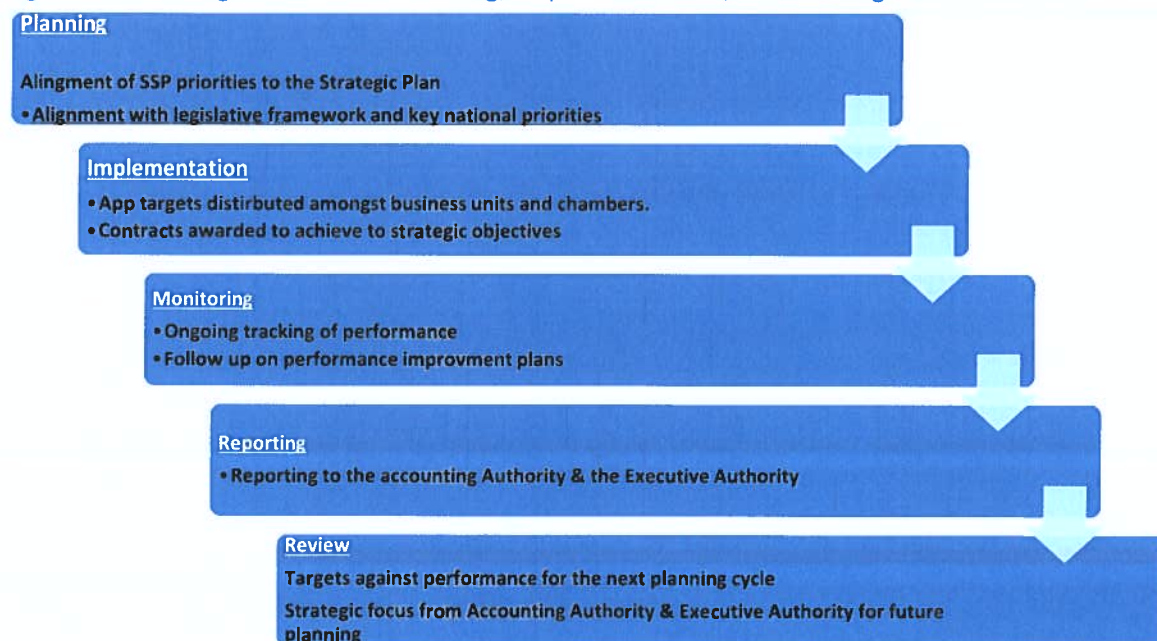 Planning
Alingment of SSP priorities to the Strategic Plan
•Alignment with legislative framework and key national priorities
Implementation
•App targets distirbuted amongst business units and chambers.
•Contracts awarded to achieve to strategic objectives
Monitoring
•Ongoing tracking of performance
•Follow up on performance improvment plans
Reporting
•Reporting to the accounting Authority & the Executive Authority
Review
Targets against performance for the next planning cycle
Strategic focus from Accounting Authority & Executive Authority for future
planning